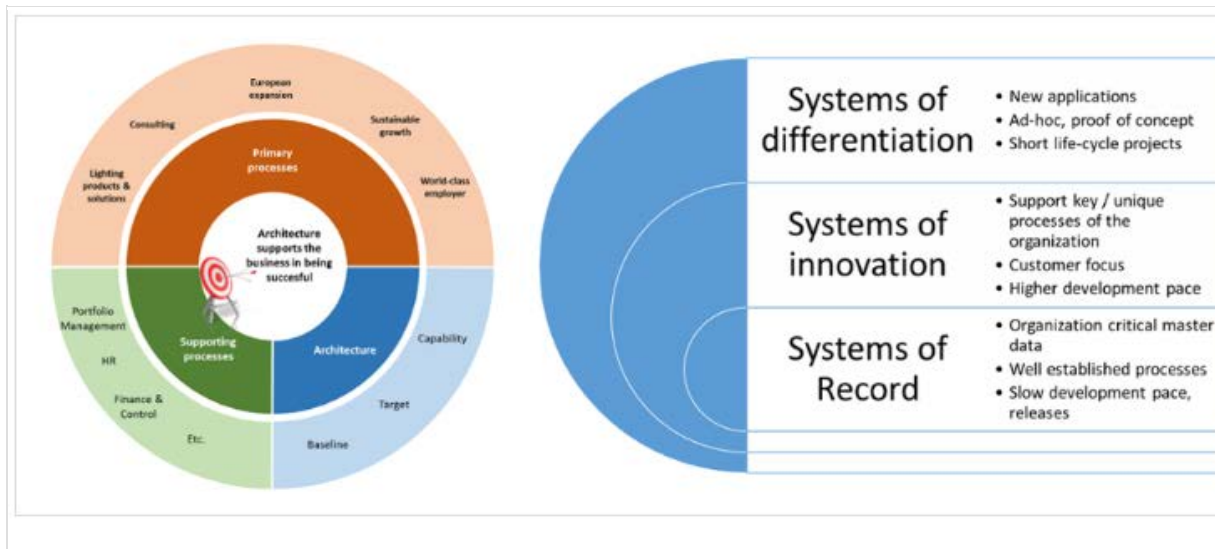 European
expansion
Consulting
Sustainable
growth
Lighting
products &
solutions
World-class
employer
Primary
processes
Architecture
supports the
business in being
succesful
Portfolio
Management
HR
Finance &
Control
Etc.
Supporting
processes
Architecture
Capability
Target
Baseline
Systems of
differentiation
• New applications
• Ad-hoc, proof of concept
• Short life-cycle projects
Systems of
innovation
• Support key / unique
processes of the
organization
• Customer focus
• Higher development pace
Systems of
Record
• Organization critical master
data
• Well established processes
• Slow development pace,
releases